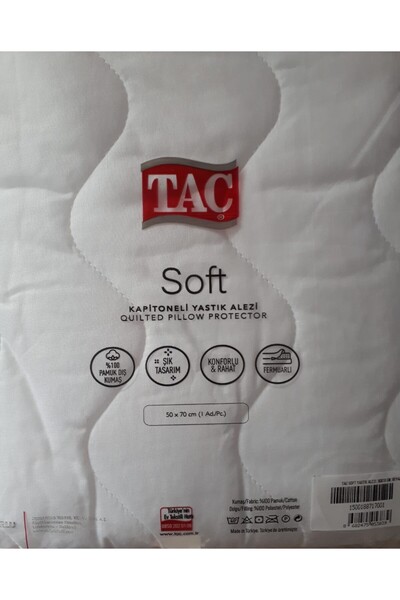 TAÇ
®
Soft
KAPİTONELİ YASTIK ALEZİ
QUILTED PILLOW PROTECTOR
%100
PAMUK DIŞ
KUMAŞ
ŞIK
TASARIM
KONFORLU
& RAHAT
FERMUARLI
50 x 70 cm (1 Ad./Pc.)
Kumaş/Fabric: %100 Pamuk/Cotton
Dolgu/Filling: %100 Polyester/Polyester
Made in Türkiye.
www.tac.com.tr